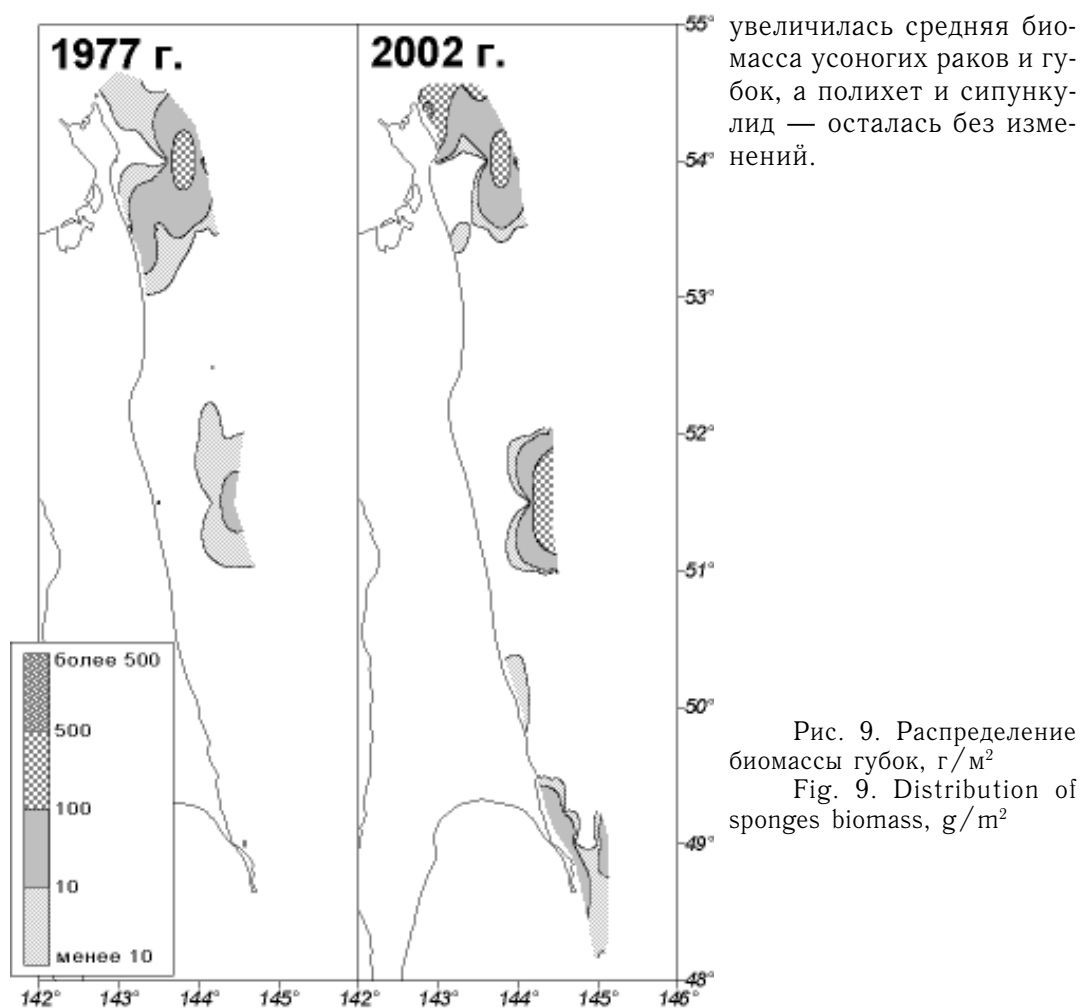 увеличилась средняя био-
масса усоногих раков и гу-
бок, а полихет и сипунку-
лид — осталась без изме-
нений.
1977 г.
2002 г.
55°
54°
53°
52°
51°
50°
49°
48°
более 500
500
100
10
менее 10
142° 143° 144° 145° 142° 143° 144° 145° 146°
Рис. 9. Распределение
биомассы губок, г/м²
Fig. 9. Distribution of
sponges biomass, g/m²